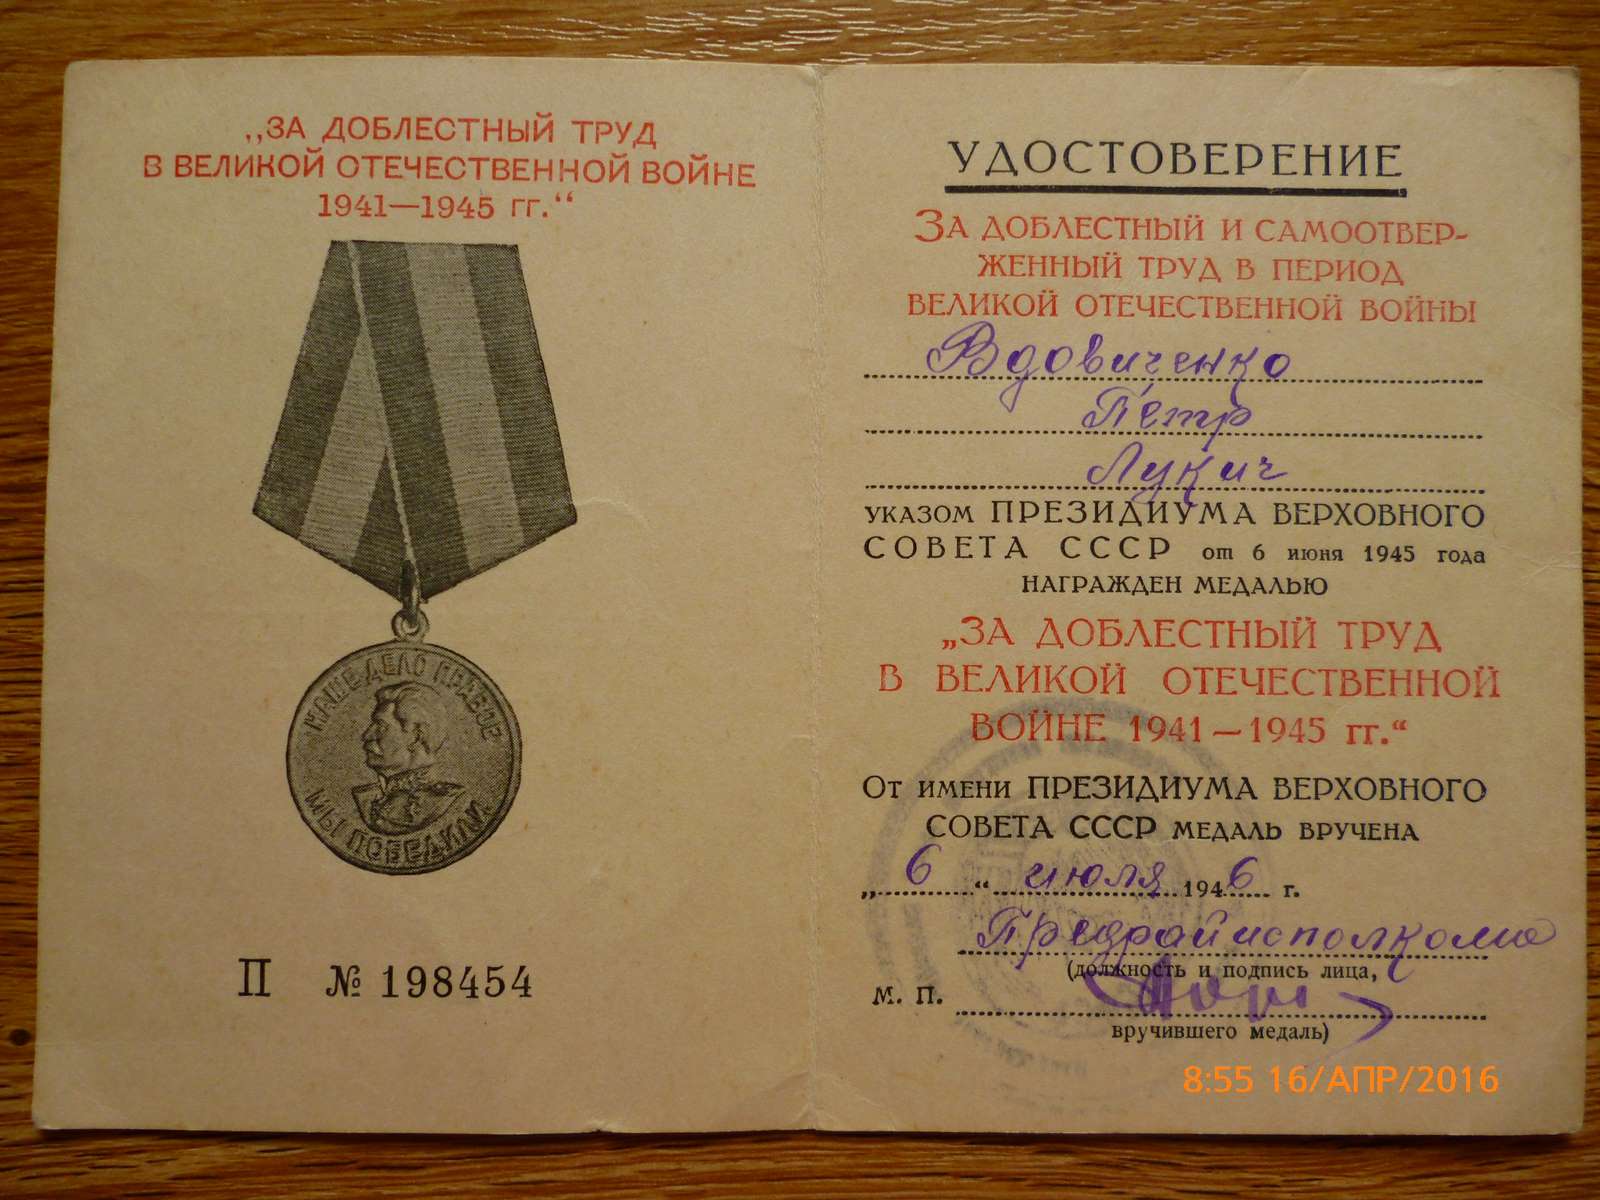 „ЗА ДОБЛЕСТНЫЙ ТРУД
В ВЕЛИКОЙ ОТЕЧЕСТВЕННОЙ ВОЙНЕ
1941—1945 ГГ.“
НАШЕ ДЕЛО ПРАВОЕ
МЫ ПОБЕДИЛИ
П № 198454
УДОСТОВЕРЕНИЕ
ЗА ДОБЛЕСТНЫЙ И САМООТВЕР-
ЖЕННЫЙ ТРУД В ПЕРИОД
ВЕЛИКОЙ ОТЕЧЕСТВЕННОЙ ВОЙНЫ
Вдовиченко
Пётр
Лукич
УКАЗОМ ПРЕЗИДИУМА ВЕРХОВНОГО
СОВЕТА СССР от 6 июня 1945 года
НАГРАЖДЕН МЕДАЛЬЮ
„ЗА ДОБЛЕСТНЫЙ ТРУД
В ВЕЛИКОЙ ОТЕЧЕСТВЕННОЙ
ВОЙНЕ 1941—1945 гг.“
От имени ПРЕЗИДИУМА ВЕРХОВНОГО
СОВЕТА СССР МЕДАЛЬ ВРУЧЕНА
„6“ июля 1946 г.
Предрайисполкома
(должность и подпись лица,
М. П.
вручившего медаль)
8:55 16/АПР/2016